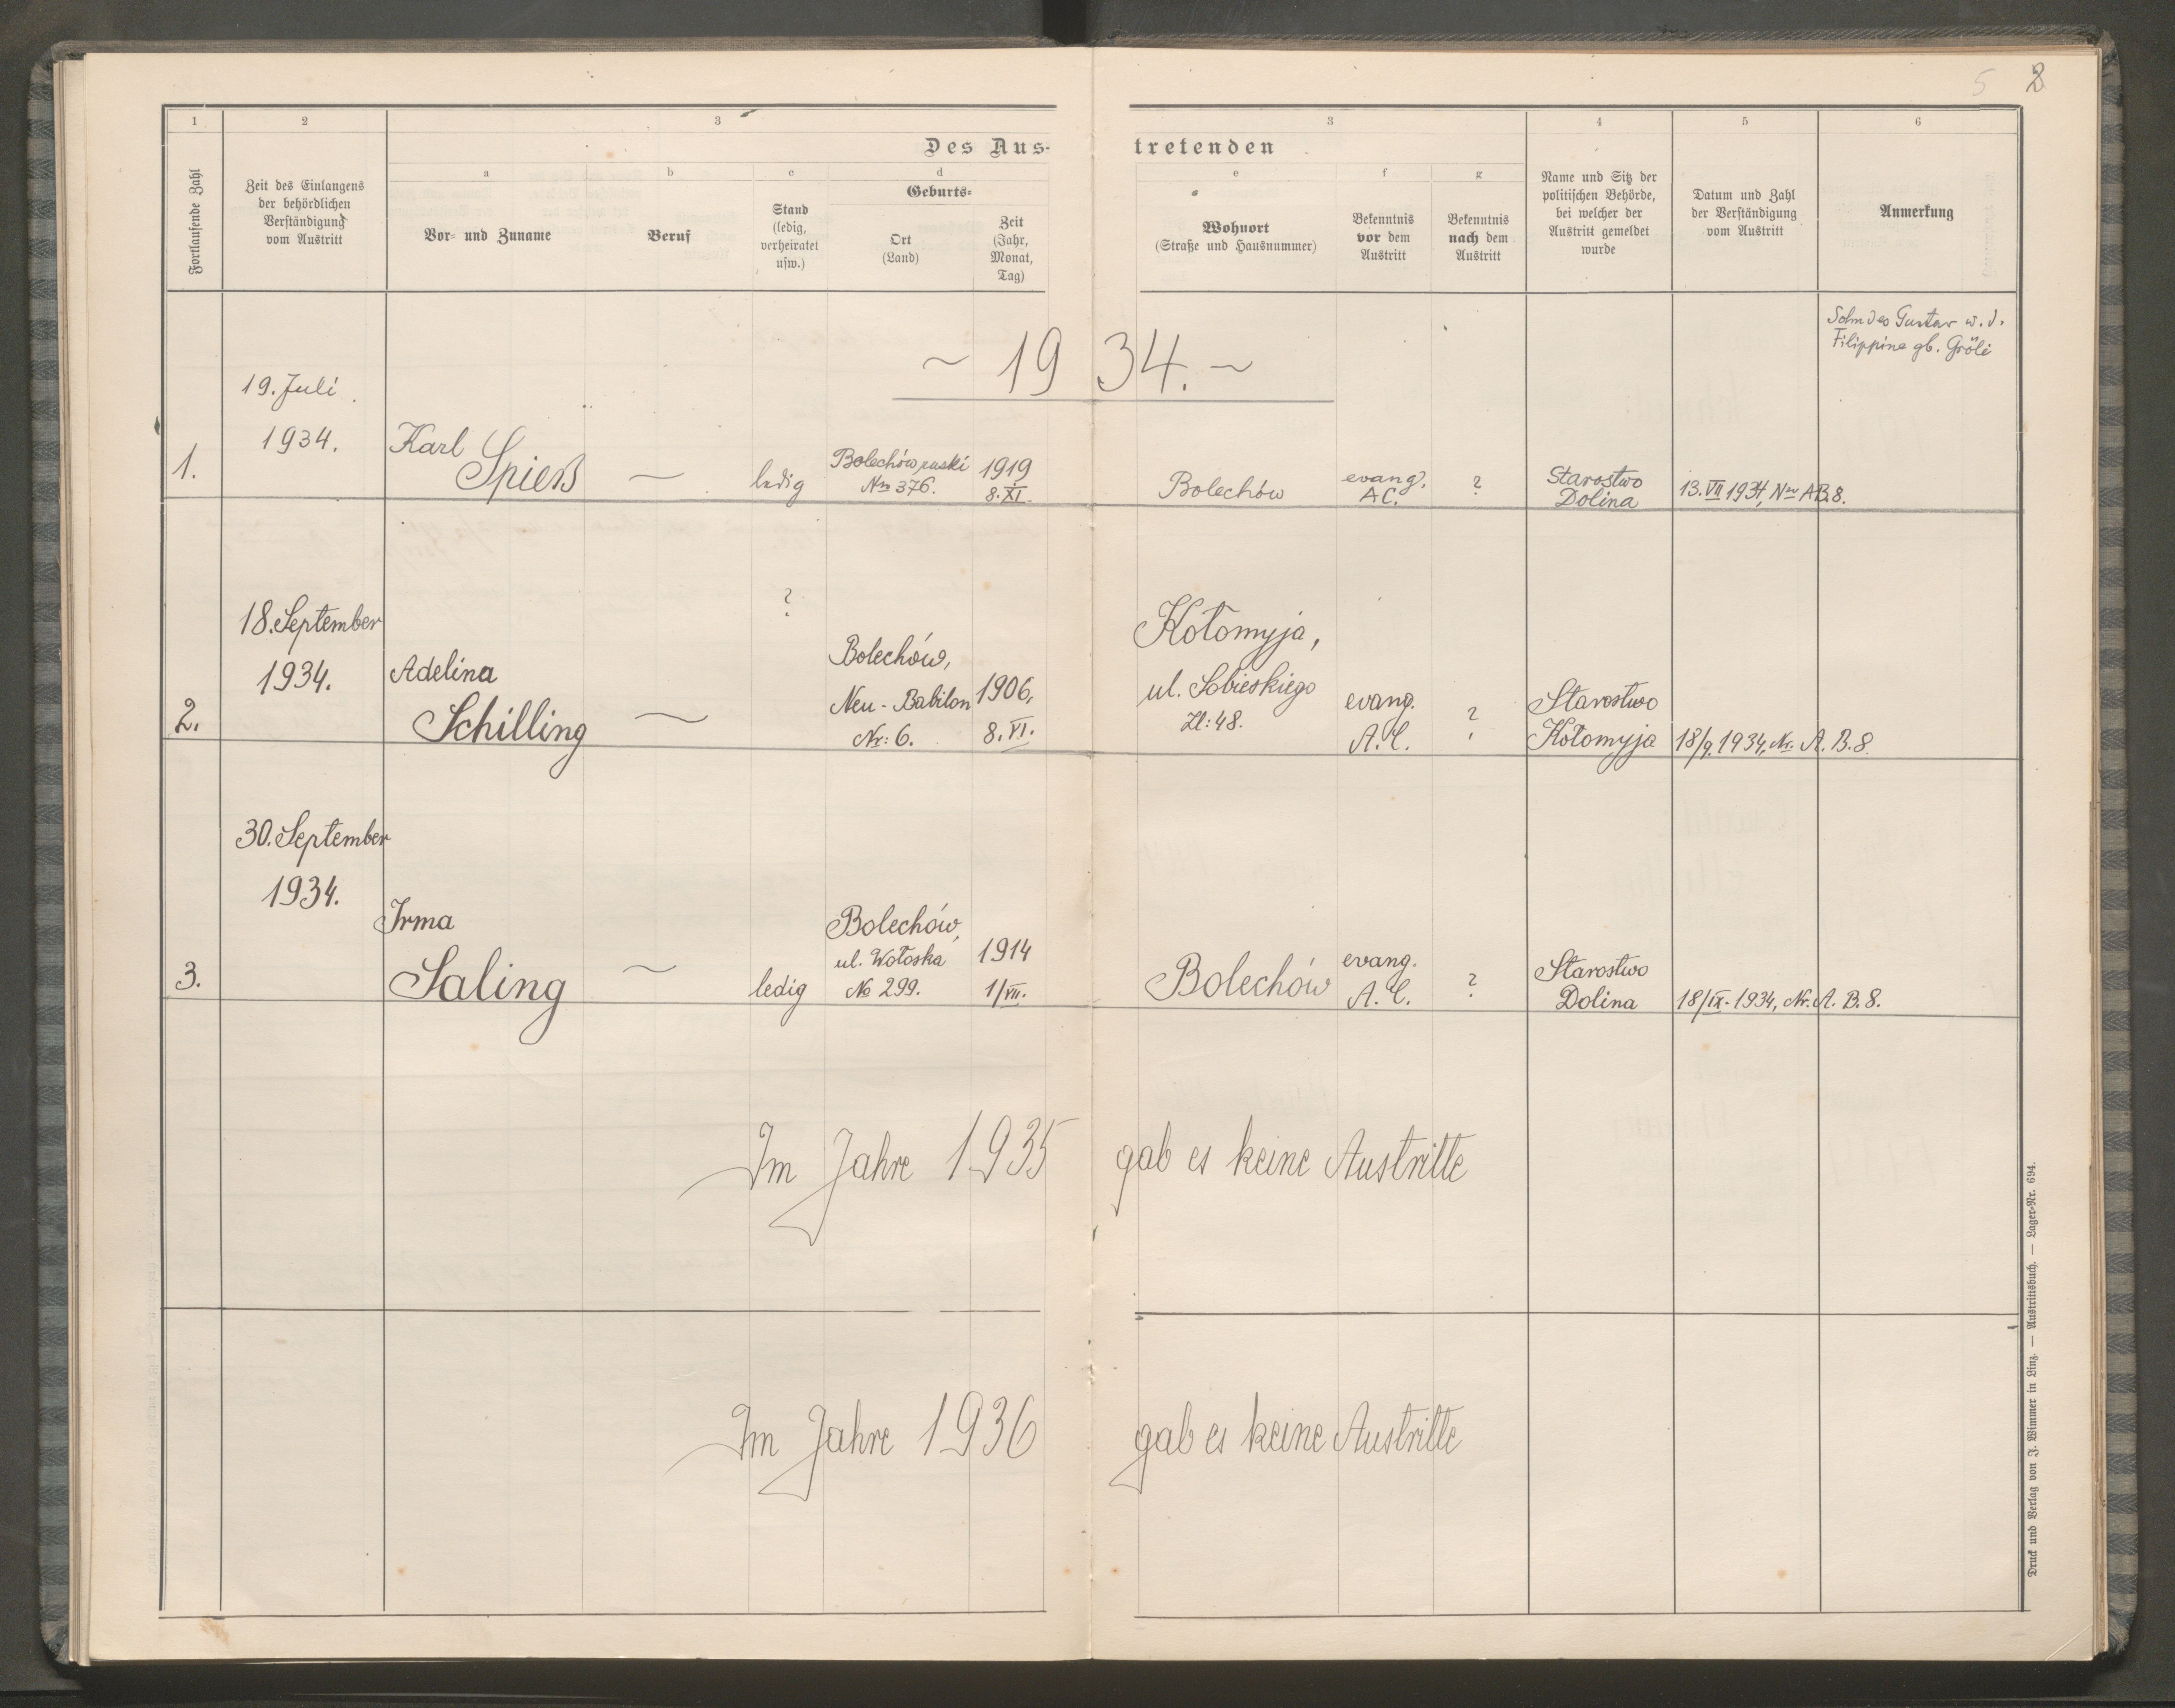 5 8
1
2
3
3
4
5
6
Des Aus-
tretenden
Fortlaufende Zahl
Zeit des Einlangens
der behördlichen
Verständigung
vom Austritt
a
Vor- und Zuname
b
Beruf
c
Stand
(ledig,
verheiratet
usw.)
d
Geburts-
Ort
(Land)
Zeit
(Jahr,
Monat,
Tag)
e
Wohnort
(Straße und Hausnummer)
f
Bekenntnis
vor dem
Austritt
g
Bekenntnis
nach dem
Austritt
Name und Sitz der
politischen Behörde,
bei welcher der
Austritt gemeldet
wurde
Datum und Zahl
der Verständigung
vom Austritt
Anmerkung
~ 1934. ~
1.
19. Juli
1934.
Karl
Spieß
—
ledig
Bolechów ruski
No 376.
1919
8. XI.
Bolechów
evang.
A C.
?
Starostwo
Dolina
13. VII 1934, Nr AB8.
Sohn des Gustav u. d.
Filippine gb.
2.
18. September
1934.
Adelina
Schilling
—
?
Bolechów,
Neu-Babilon
Nr: 6.
1906,
8. VI.
Kołomyja,
ul. Sobieskiego
Zl: 48.
evang.
A. C.
?
Starostwo
Kołomyja
18/9. 1934, Nr. A. B. 8.
3.
30. September
1934.
Irma
Saling
—
ledig
Bolechów,
ul. Wołoska
No 299.
1914
1/VII.
Bolechów
evang.
A. C.
?
Starostwo
Dolina
18/IX. 1934, Nr. A. B. 8.
Im Jahre 1935 gab es keine Austritte
Im Jahre 1936 gab es keine Austritte
Druck und Verlag von J. Wimmer in Linz. — Austrittsbuch. — Lager-Nr. 694.